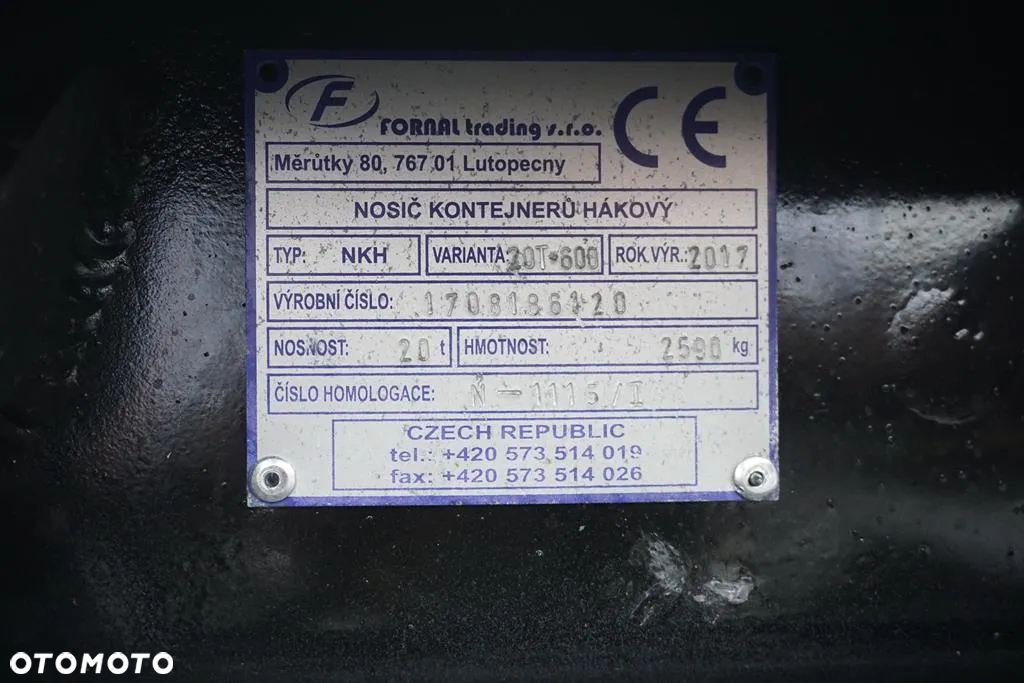 F
FORNAL trading s.r.o.
CE
Měrůtky 80, 767 01 Lutopecny
NOSIČ KONTEJNERŮ HÁKOVÝ
TYP: NKH VARIANTA: 20T-600 ROK VÝR.: 2017
VÝROBNÍ ČÍSLO: 1708186120
NOSNOST: 20 t HMOTNOST: 2590 kg
ČÍSLO HOMOLOGACE: N-1115/I
CZECH REPUBLIC
tel.: +420 573 514 019
fax: +420 573 514 026
OTOMOTO